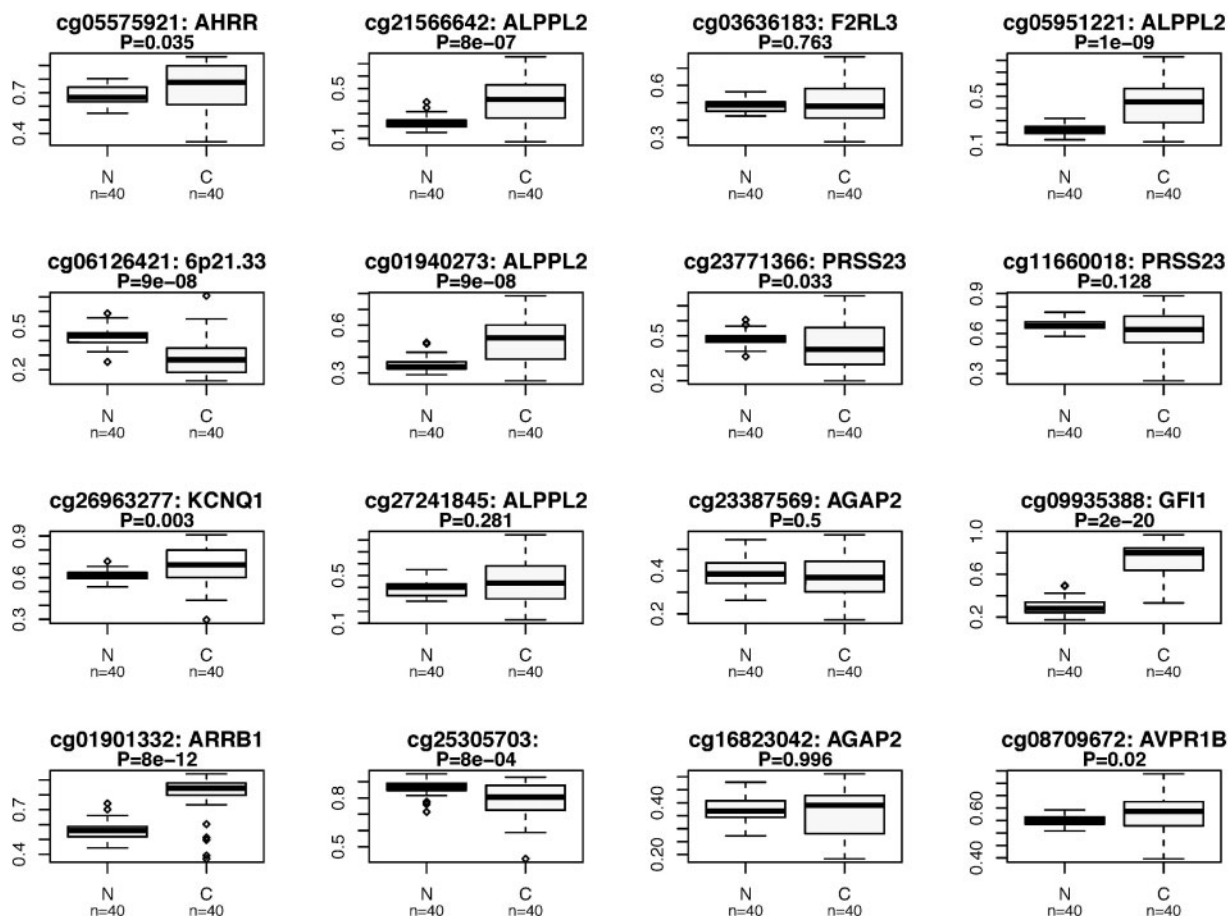 cg05575921: AHRR
P=0.035
0.7
0.4
N
n=40
C
n=40
cg21566642: ALPPL2
P=8e-07
0.5
0.1
N
n=40
C
n=40
cg03636183: F2RL3
P=0.763
0.6
0.3
N
n=40
C
n=40
cg05951221: ALPPL2
P=1e-09
0.5
0.1
N
n=40
C
n=40
cg06126421: 6p21.33
P=9e-08
0.5
0.2
N
n=40
C
n=40
cg01940273: ALPPL2
P=9e-08
0.6
0.3
N
n=40
C
n=40
cg23771366: PRSS23
P=0.033
0.5
0.2
N
n=40
C
n=40
cg11660018: PRSS23
P=0.128
0.9
0.6
0.3
N
n=40
C
n=40
cg26963277: KCNQ1
P=0.003
0.9
0.6
0.3
N
n=40
C
n=40
cg27241845: ALPPL2
P=0.281
0.5
0.1
N
n=40
C
n=40
cg23387569: AGAP2
P=0.5
0.4
0.2
N
n=40
C
n=40
cg09935388: GFI1
P=2e-20
1.0
0.6
0.2
N
n=40
C
n=40
cg01901332: ARRB1
P=8e-12
0.7
0.4
N
n=40
C
n=40
cg25305703:
P=8e-04
0.8
0.5
N
n=40
C
n=40
cg16823042: AGAP2
P=0.996
0.40
0.20
N
n=40
C
n=40
cg08709672: AVPR1B
P=0.02
0.60
0.40
N
n=40
C
n=40